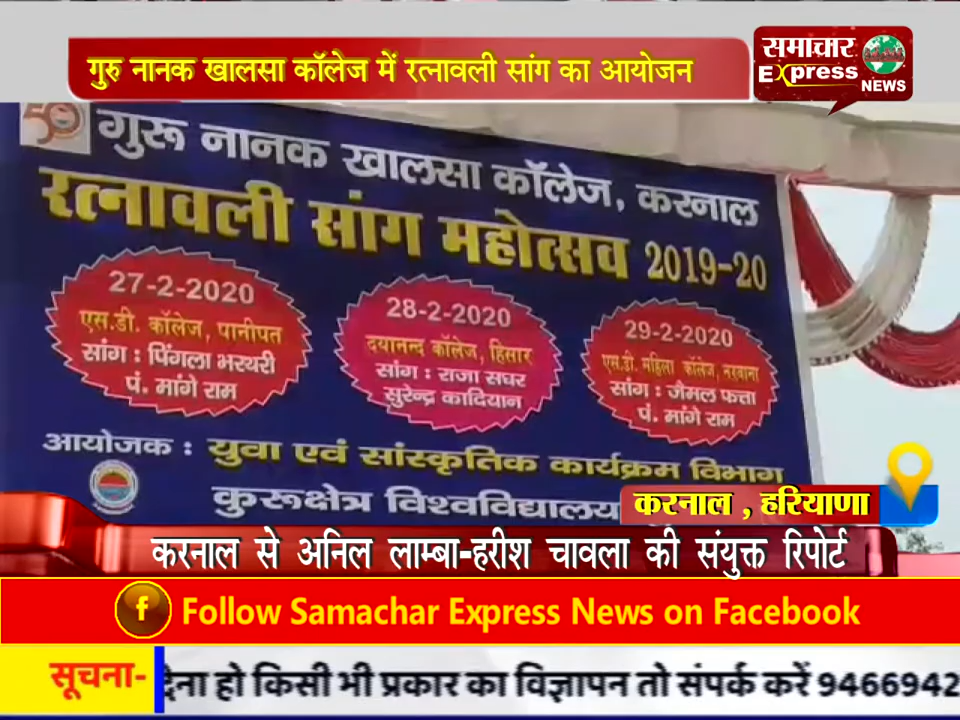 गुरु नानक खालसा कॉलेज में रत्नावली सांग का आयोजन
समाचार
Express
NEWS
50
गुरू नानक खालसा कॉलेज, करनाल
रत्नावली सांग महोत्सव 2019-20
27-2-2020
एस.डी. कॉलेज, पानीपत
सांग : पिंगला भरथरी
पं. मांगे राम
28-2-2020
दयानन्द कॉलेज, हिसार
सांग : राजा सघर
सुरेन्द्र कादियान
29-2-2020
एस.डी. महिला कॉलेज, नरवाना
सांग : जैमल फत्ता
पं. मांगे राम
आयोजक : युवा एवं सांस्कृतिक कार्यक्रम विभाग
कुरूक्षेत्र विश्वविद्यालय
करनाल , हरियाणा
करनाल से अनिल लाम्बा-हरीश चावला की संयुक्त रिपोर्ट
f Follow Samachar Express News on Facebook
सूचना- देना हो किसी भी प्रकार का विज्ञापन तो संपर्क करें 9466942